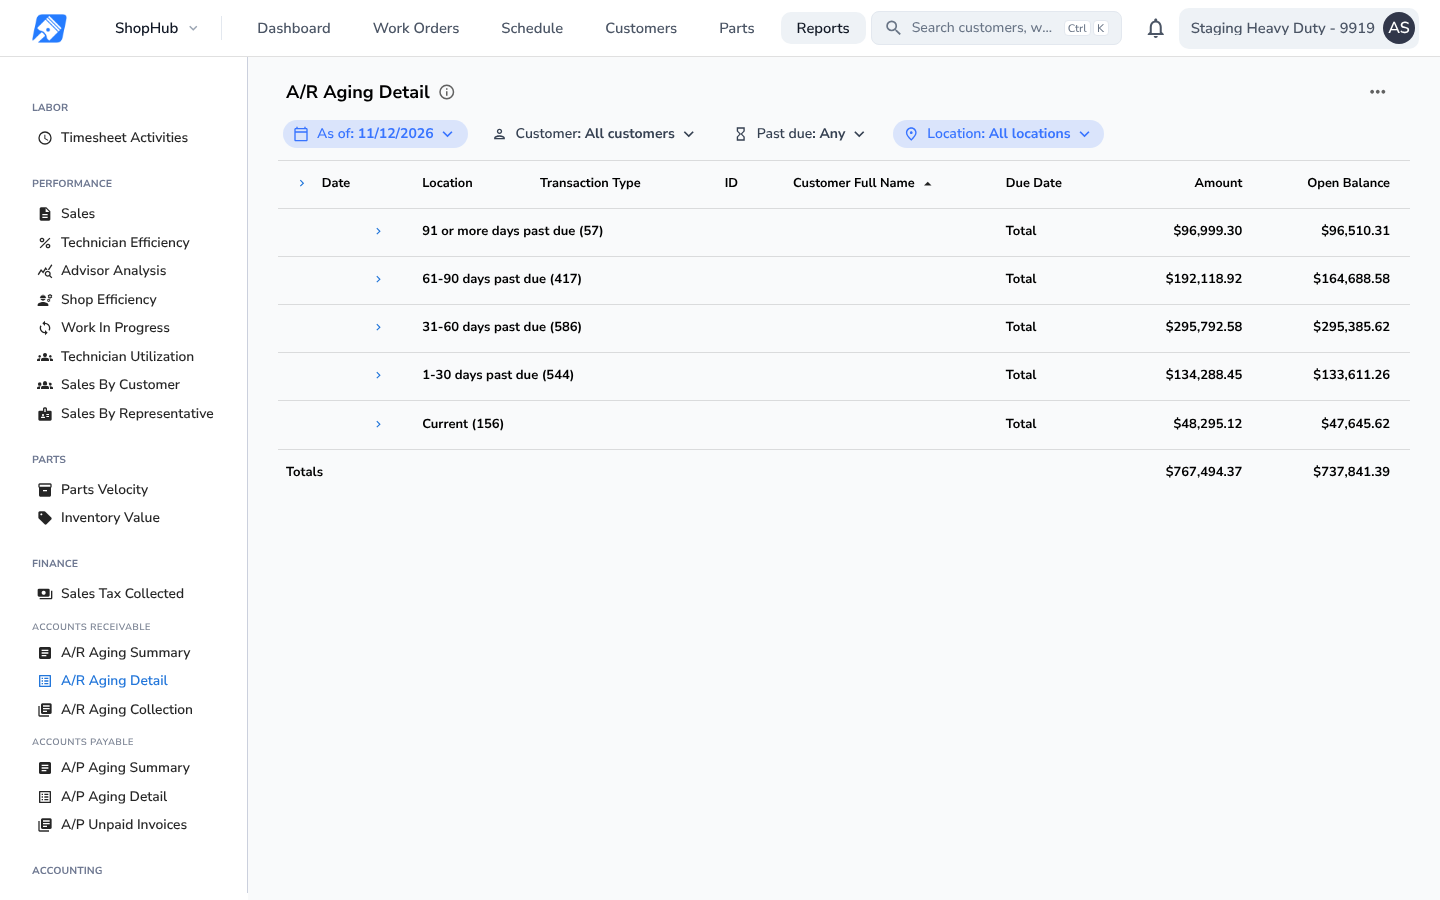 ShopHub
Dashboard
Work Orders
Schedule
Customers
Parts
Reports
Search customers, w...
Ctrl
K
Staging Heavy Duty - 9919
AS
LABOR
Timesheet Activities
PERFORMANCE
Sales
Technician Efficiency
Advisor Analysis
Shop Efficiency
Work In Progress
Technician Utilization
Sales By Customer
Sales By Representative
PARTS
Parts Velocity
Inventory Value
FINANCE
Sales Tax Collected
ACCOUNTS RECEIVABLE
A/R Aging Summary
A/R Aging Detail
A/R Aging Collection
ACCOUNTS PAYABLE
A/P Aging Summary
A/P Aging Detail
A/P Unpaid Invoices
ACCOUNTING
A/R Aging Detail
As of: 11/12/2026
Customer: All customers
Past due: Any
Location: All locations
Date Location Transaction Type ID Customer Full Name Due Date Amount Open Balance
91 or more days past due (57) Total $96,999.30 $96,510.31
61-90 days past due (417) Total $192,118.92 $164,688.58
31-60 days past due (586) Total $295,792.58 $295,385.62
1-30 days past due (544) Total $134,288.45 $133,611.26
Current (156) Total $48,295.12 $47,645.62
Totals $767,494.37 $737,841.39